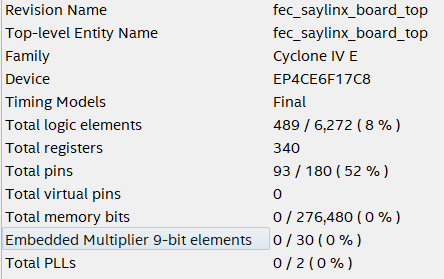 Revision Name fec_saylinx_board_top
Top-level Entity Name fec_saylinx_board_top
Family Cyclone IV E
Device EP4CE6F17C8
Timing Models Final
Total logic elements 489 / 6,272 ( 8 % )
Total registers 340
Total pins 93 / 180 ( 52 % )
Total virtual pins 0
Total memory bits 0 / 276,480 ( 0 % )
Embedded Multiplier 9-bit elements 0 / 30 ( 0 % )
Total PLLs 0 / 2 ( 0 % )